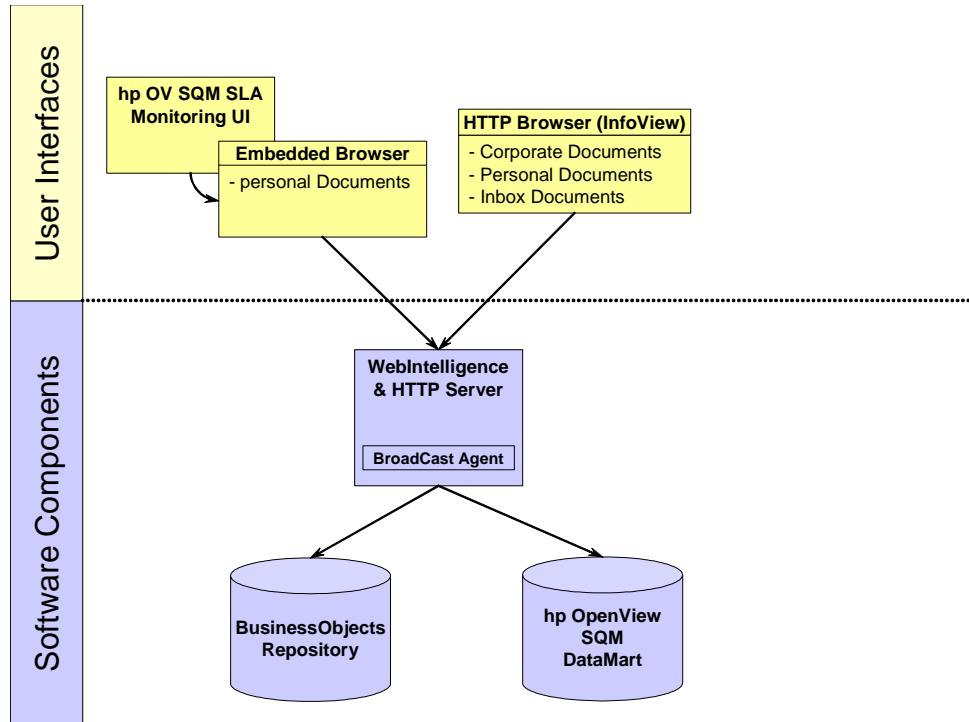 User Interfaces
hp OV SQM SLA
Monitoring UI
Embedded Browser
- personal Documents
HTTP Browser (InfoView)
- Corporate Documents
- Personal Documents
- Inbox Documents
Software Components
WebIntelligence
& HTTP Server
BroadCast Agent
BusinessObjects
Repository
hp OpenView
SQM
DataMart